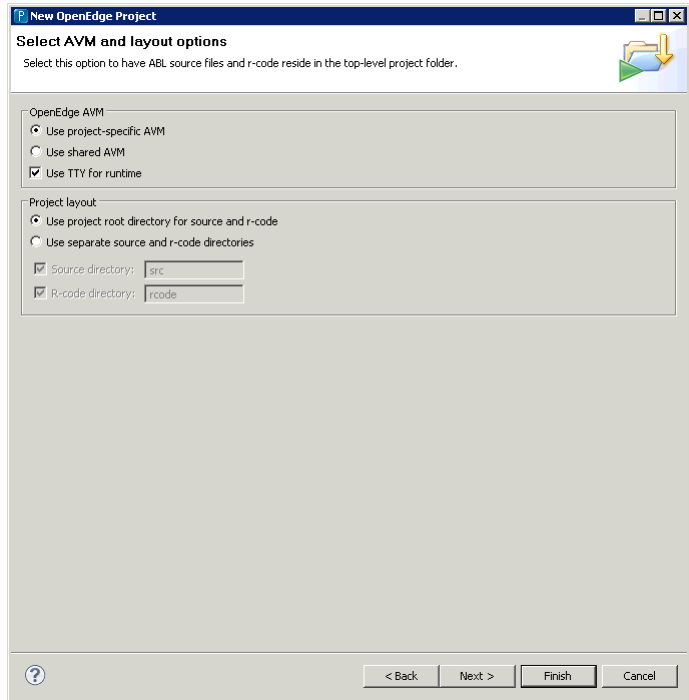 New OpenEdge Project
Select AVM and layout options
Select this option to have ABL source files and r-code reside in the top-level project folder.
OpenEdge AVM
Use project-specific AVM
Use shared AVM
Use TTY for runtime
Project layout
Use project root directory for source and r-code
Use separate source and r-code directories
Source directory: src
R-code directory: rcode
? < Back Next > Finish Cancel